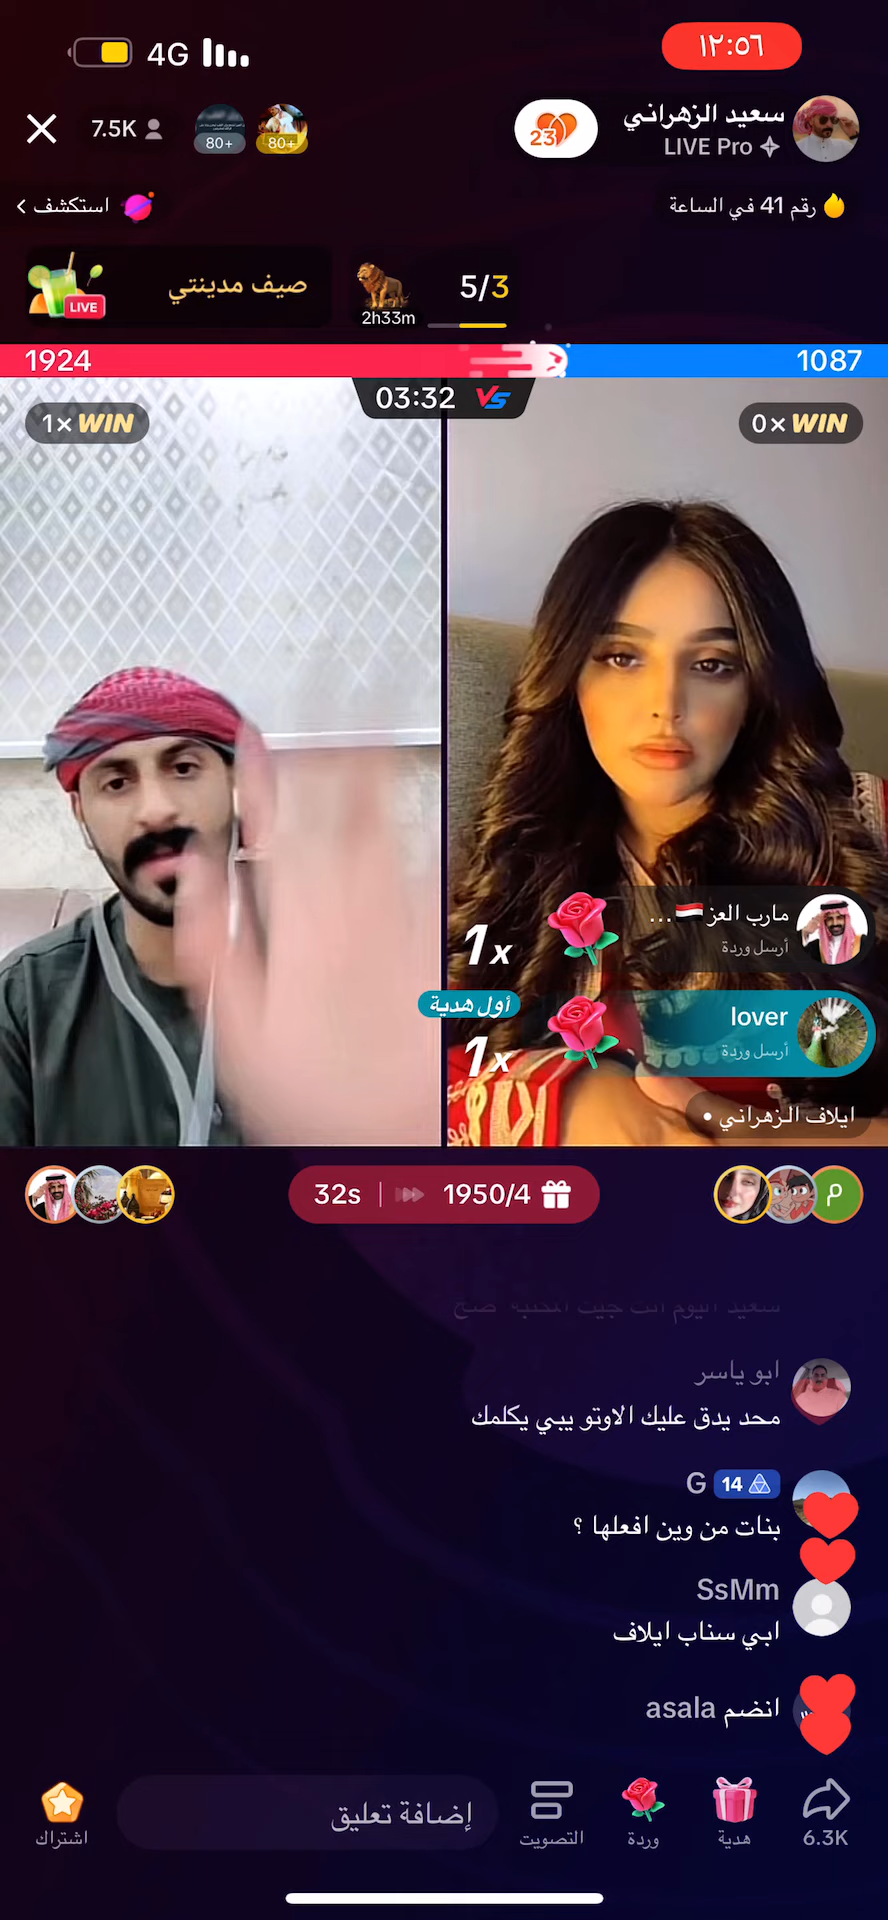 4G
١٢:٥٦
سعيد الزهراني
LIVE Pro
23
80+
80+
7.5K
رقم 41 في الساعة
استكشف
5/3
2h33m
صيف مدينتي
LIVE
1924
1087
03:32 VS
1× WIN
0× WIN
مارب العز...
أرسل وردة
1x
أول هدية
lover
أرسل وردة
1x
ايلاف الزهراني •
32s | 1950/4
م
ابو ياسر
محد يدق عليك الاوتو يبي يكلمك
G 14
بنات من وين افعلها ؟
SsMm
ابي سناب ايلاف
asala انضم
إضافة تعليق
اشتراك
التصويت
وردة
هدية
6.3K